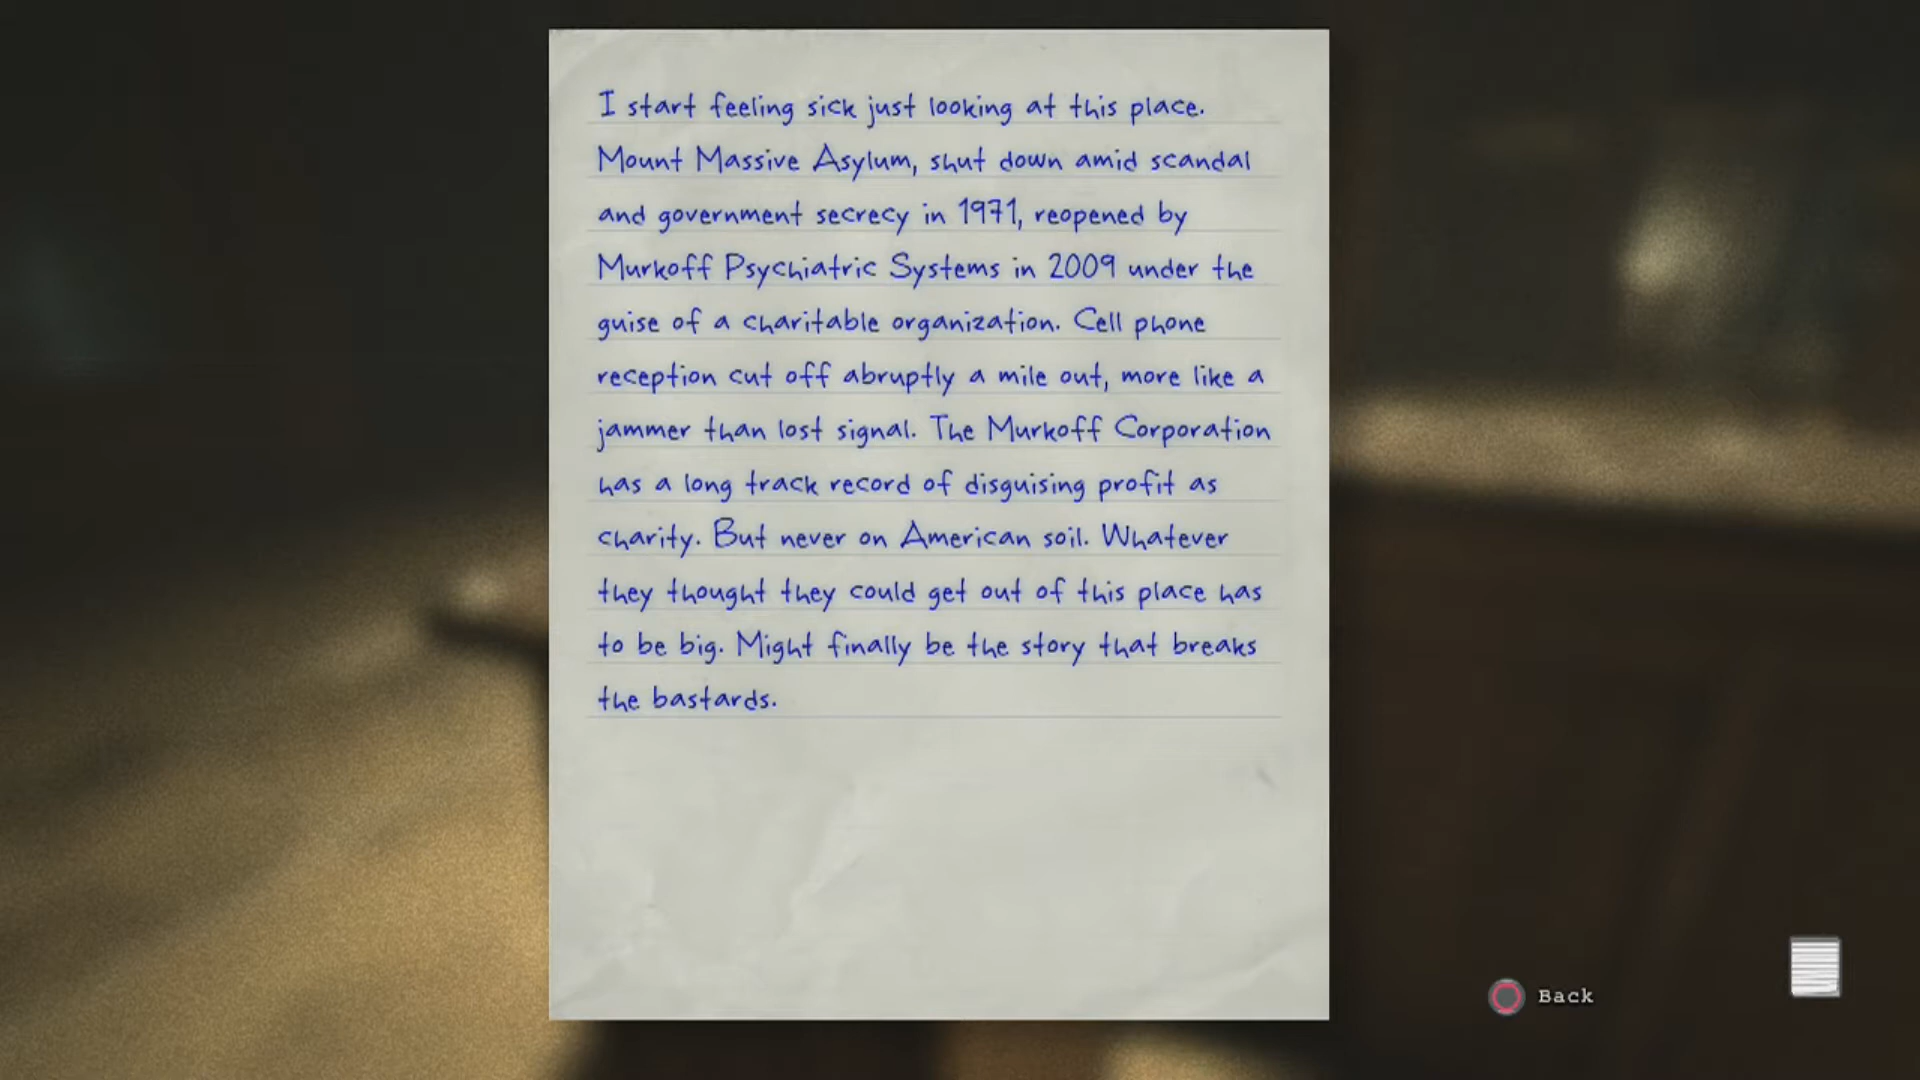 I start feeling sick just looking at this place.
Mount Massive Asylum, shut down amid scandal
and government secrecy in 1971, reopened by
Murkoff Psychiatric Systems in 2009 under the
guise of a charitable organization. Cell phone
reception cut off abruptly a mile out, more like a
jammer than lost signal. The Murkoff Corporation
has a long track record of disguising profit as
charity. But never on American soil. Whatever
they thought they could get out of this place has
to be big. Might finally be the story that breaks
the bastards.
Back